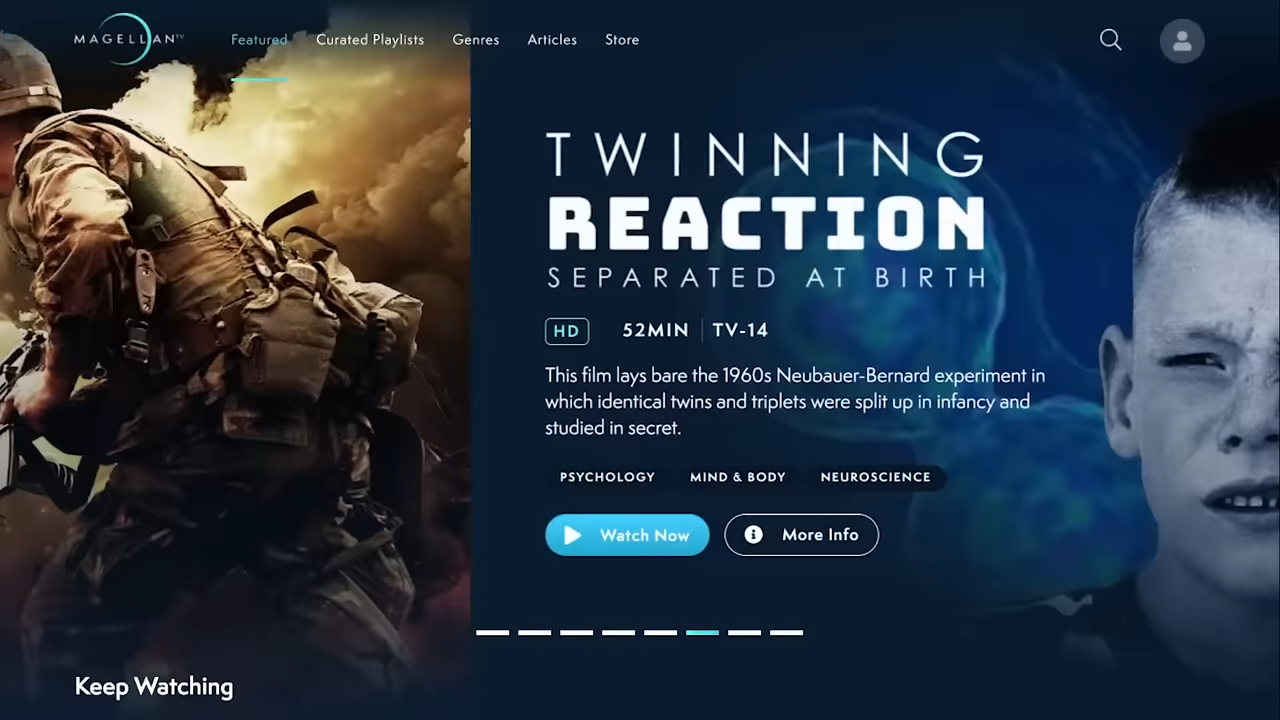 MAGELLANTV
Featured Curated Playlists Genres Articles Store
TWINNING
REACTION
SEPARATED AT BIRTH
HD 52MIN TV-14
This film lays bare the 1960s Neubauer-Bernard experiment in
which identical twins and triplets were split up in infancy and
studied in secret.
PSYCHOLOGY MIND & BODY NEUROSCIENCE
Watch Now More Info
Keep Watching